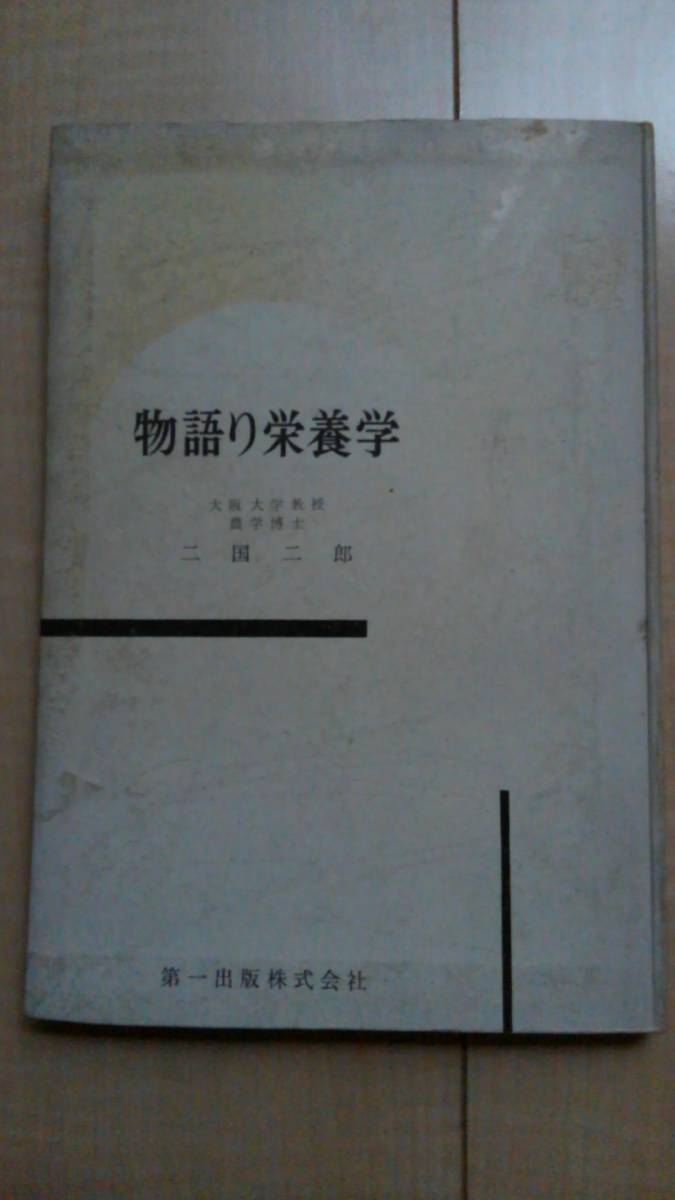 物語り栄養学
大阪大学教授
農学博士
二国二郎
第一出版株式会社